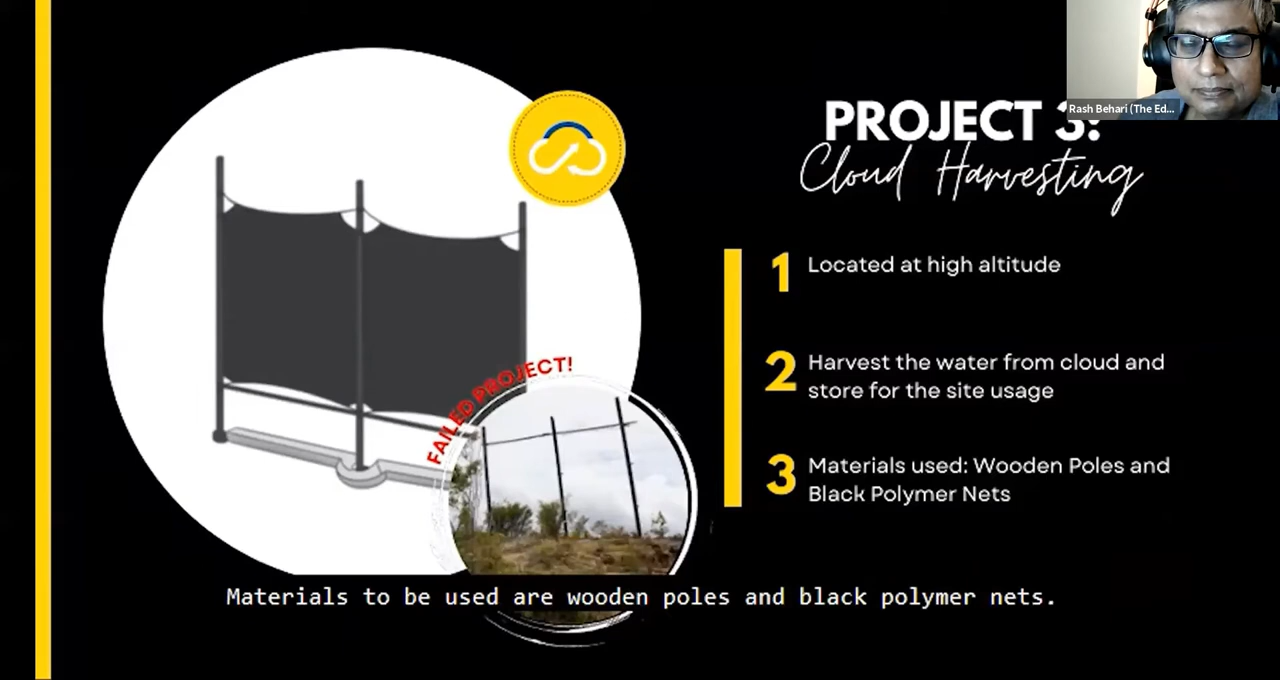 Rash Behari (The Ed...
PROJECT 3:
Cloud Harvesting
1 Located at high altitude
2 Harvest the water from cloud and
store for the site usage
3 Materials used: Wooden Poles and
Black Polymer Nets
FAILED PROJECT!
Materials to be used are wooden poles and black polymer nets.